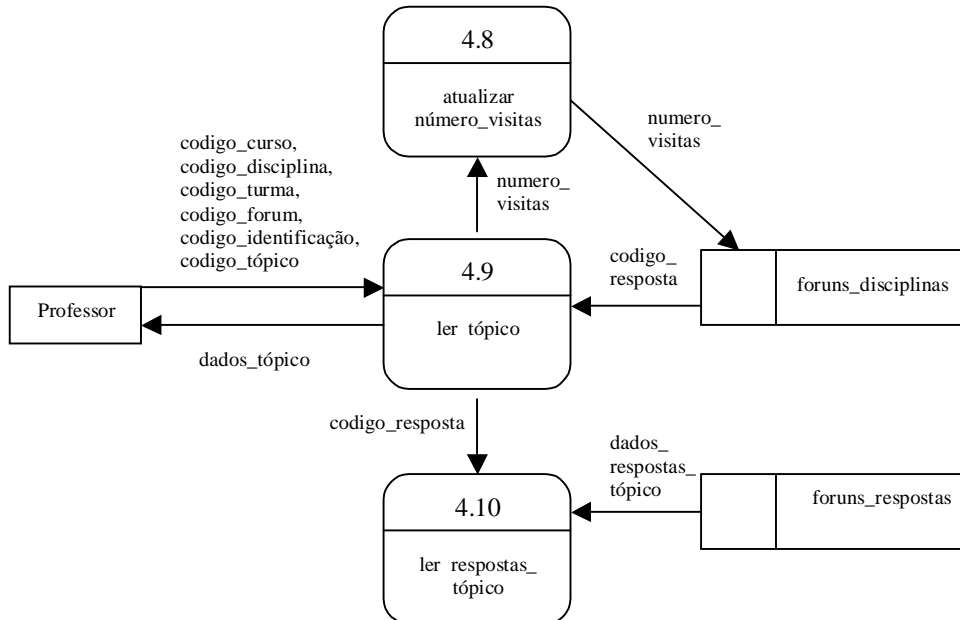 4.8
atualizar
número_visitas
numero_
visitas
codigo_curso,
codigo_disciplina,
codigo_turma,
codigo_forum,
codigo_identificação,
codigo_tópico
numero_
visitas
4.9
ler tópico
codigo_
resposta
foruns_disciplinas
Professor
dados_tópico
codigo_resposta
dados_
respostas_
tópico
foruns_respostas
4.10
ler respostas_
tópico